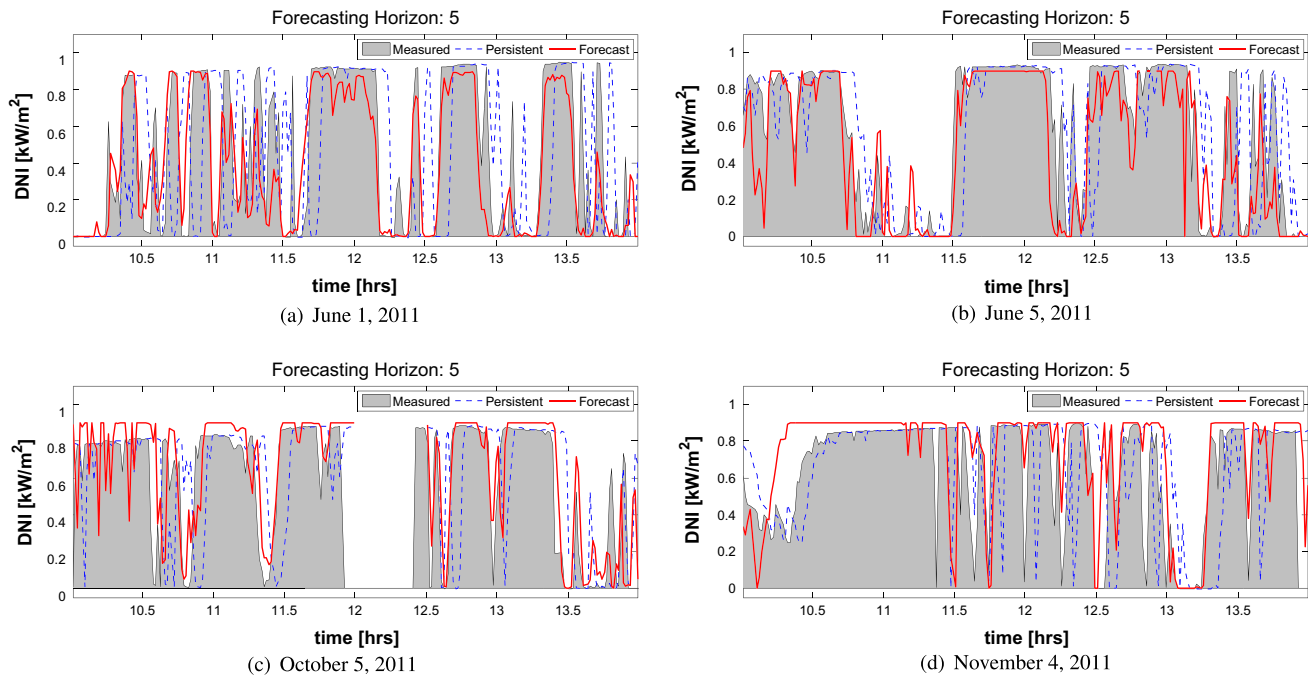 Forecasting Horizon: 5
Measured Persistent Forecast
DNI [kW/m2]
1
0.8
0.6
0.4
0.2
0
10.5 11 11.5 12 12.5 13 13.5
time [hrs]
(a) June 1, 2011
Forecasting Horizon: 5
Measured Persistent Forecast
DNI [kW/m2]
1
0.8
0.6
0.4
0.2
0
10.5 11 11.5 12 12.5 13 13.5
time [hrs]
(b) June 5, 2011
Forecasting Horizon: 5
Measured Persistent Forecast
DNI [kW/m2]
1
0.8
0.6
0.4
0.2
0
10.5 11 11.5 12 12.5 13 13.5
time [hrs]
(c) October 5, 2011
Forecasting Horizon: 5
Measured Persistent Forecast
DNI [kW/m2]
1
0.8
0.6
0.4
0.2
0
10.5 11 11.5 12 12.5 13 13.5
time [hrs]
(d) November 4, 2011